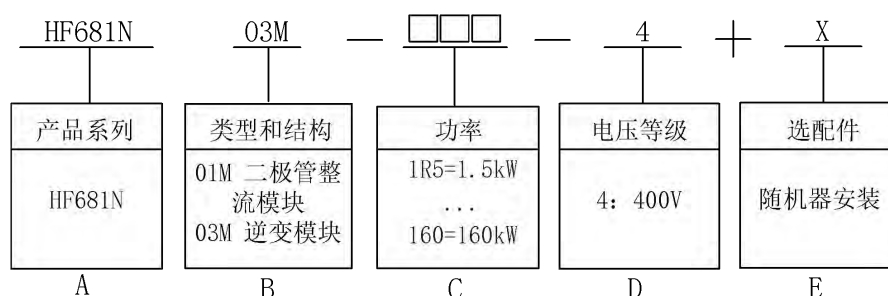 HF681N 03M - □□□ - 4 + X
产品系列 类型和结构 功率 电压等级 选配件
HF681N
01M 二极管整
流模块
03M 逆变模块
1R5=1.5kW
...
160=160kW
4: 400V
随机器安装
A B C D E